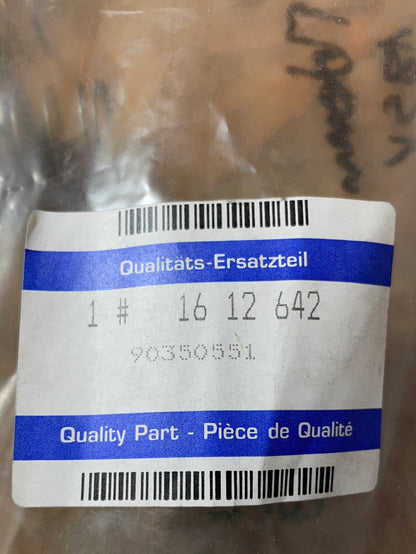 Qualitäts-Ersatzteil
1 # 16 12 642
90350551
Quality Part - Pièce de Qualité